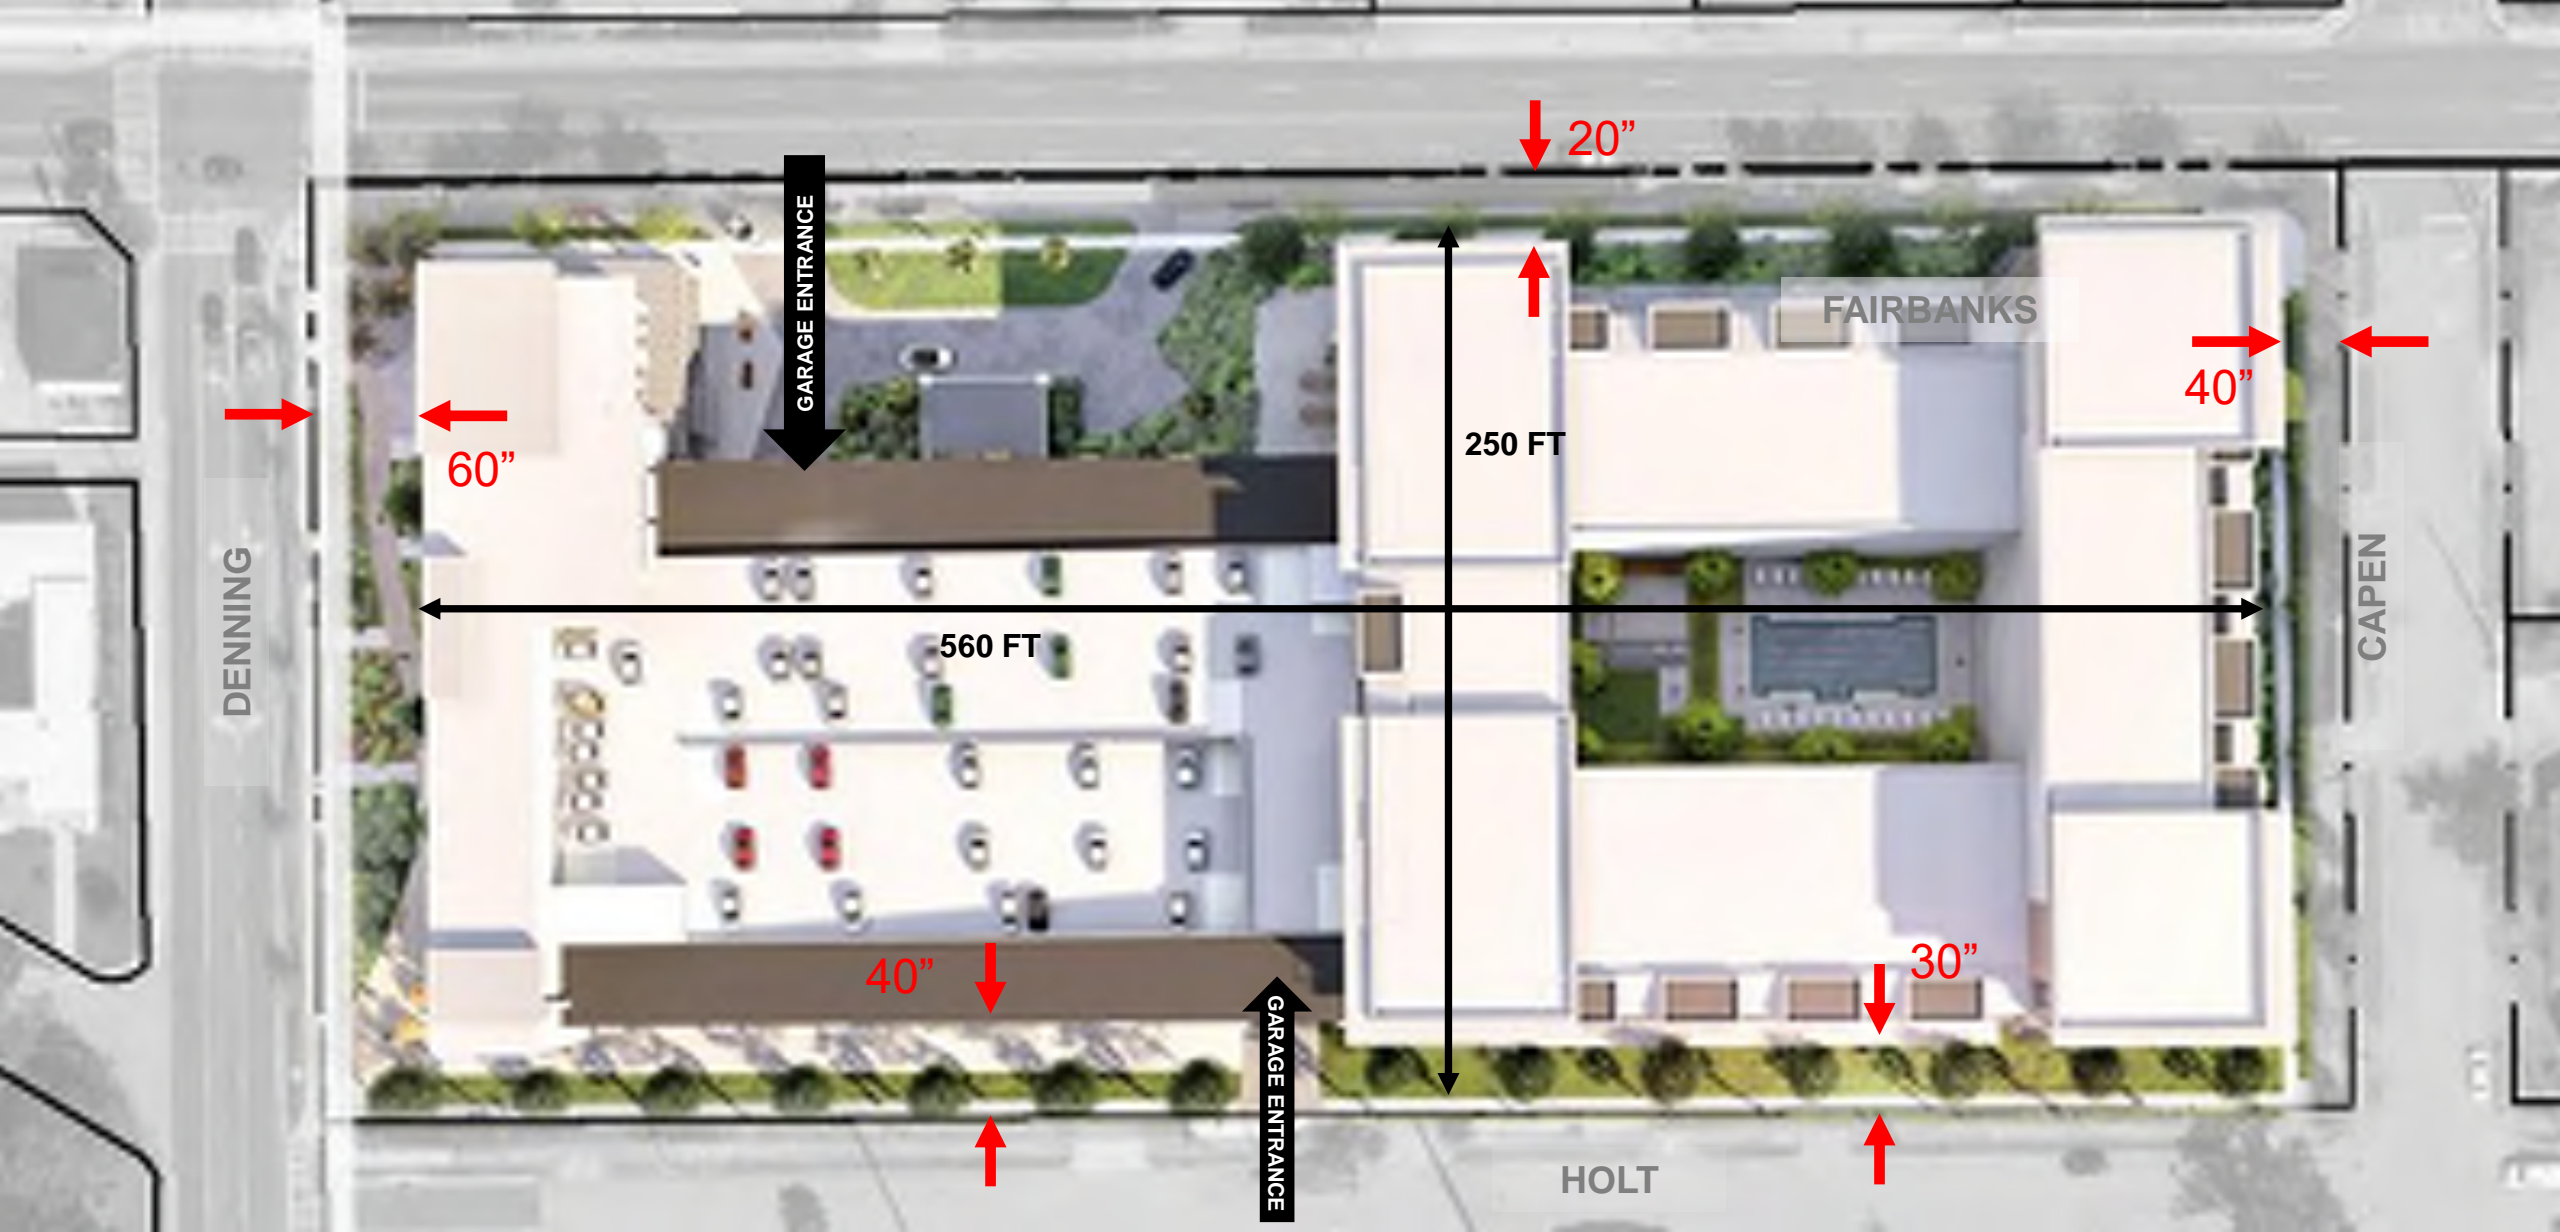 20”
GARAGE ENTRANCE
FAIRBANKS
40”
60”
250 FT
DENNING
CAPEN
560 FT
40”
30”
GARAGE ENTRANCE
HOLT